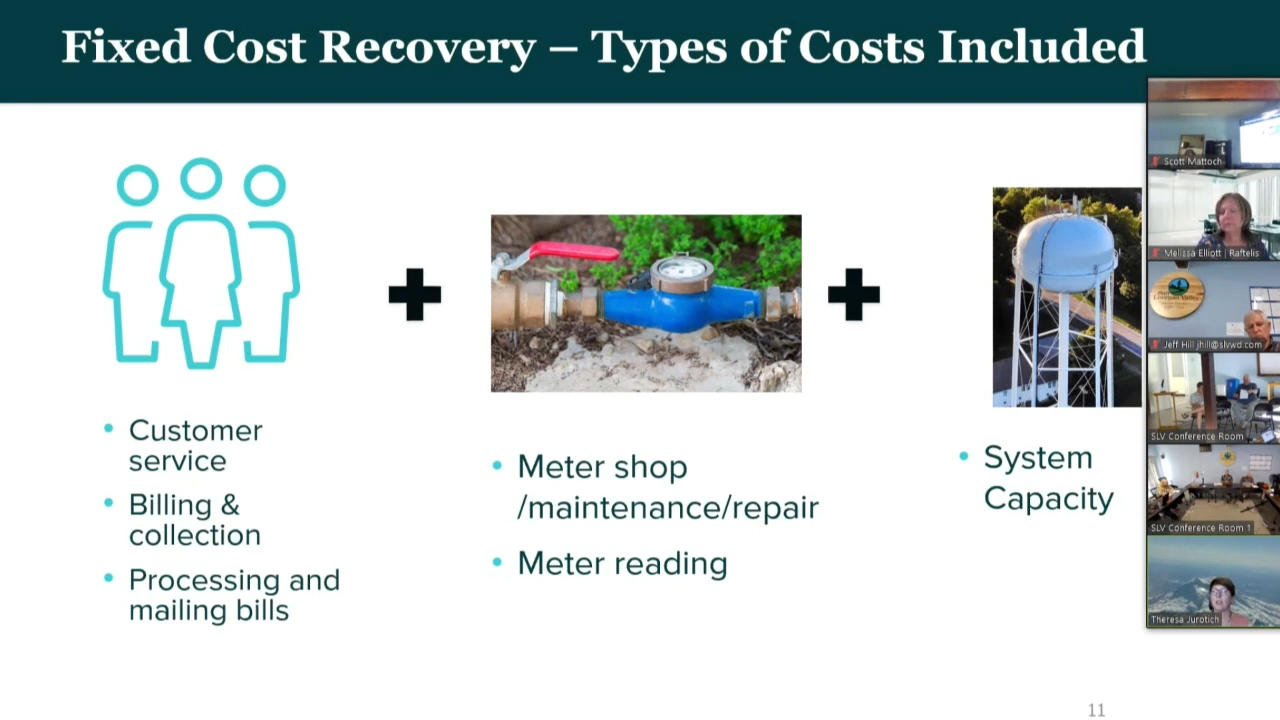 Fixed Cost Recovery – Types of Costs Included
• Customer
service
• Billing &
collection
• Processing and
mailing bills
• Meter shop
/maintenance/repair
• Meter reading
• System
Capacity
Scott Mattoch
Melissa Elliott | Raftelis
Jeff Hill jhill@slvwd.com
SLV Conference Room
SLV Conference Room 1
Theresa Jurotich
11